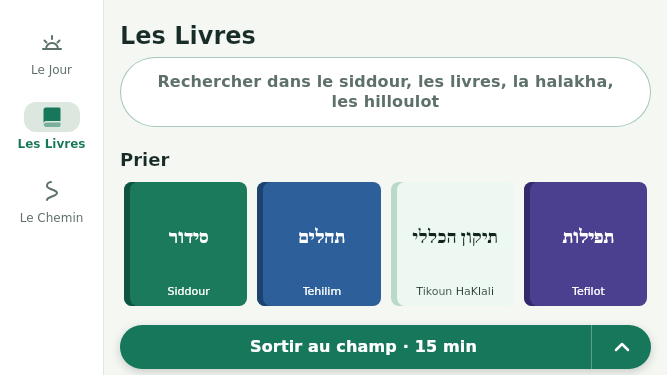 Le Jour
Les Livres
Le Chemin
Les Livres
Rechercher dans le siddour, les livres, la halakha,
les hilloulot
Prier
סידור
Siddour
תהלים
Tehilim
תיקון הכללי
Tikoun HaKlali
תפילות
Tefilot
Sortir au champ · 15 min